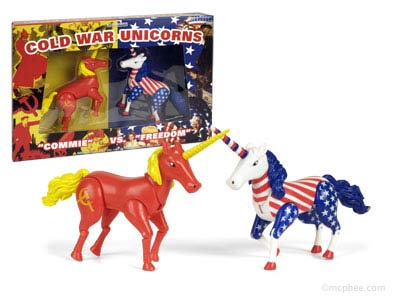 COLD WAR UNICORNS
"COMMIE" VS. "FREEDOM"
©mcphee.com